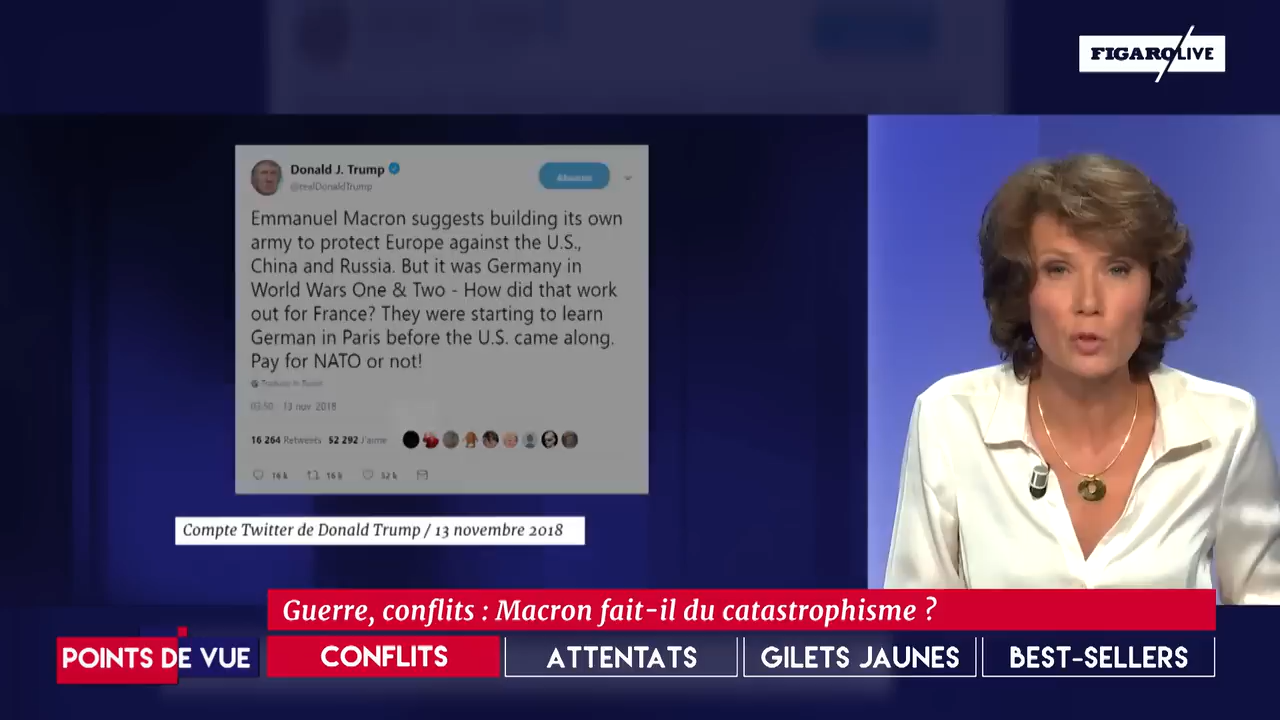 FIGAROLIVE
Donald J. Trump
@realDonaldTrump
Emmanuel Macron suggests building its own
army to protect Europe against the U.S.,
China and Russia. But it was Germany in
World Wars One & Two - How did that work
out for France? They were starting to learn
German in Paris before the U.S. came along.
Pay for NATO or not!
13 nov 2018
16 264 Retweets 52 292 J'aime
Compte Twitter de Donald Trump / 13 novembre 2018
Guerre, conflits : Macron fait-il du catastrophisme ?
POINTS DE VUE
CONFLITS
ATTENTATS
GILETS JAUNES
BEST-SELLERS